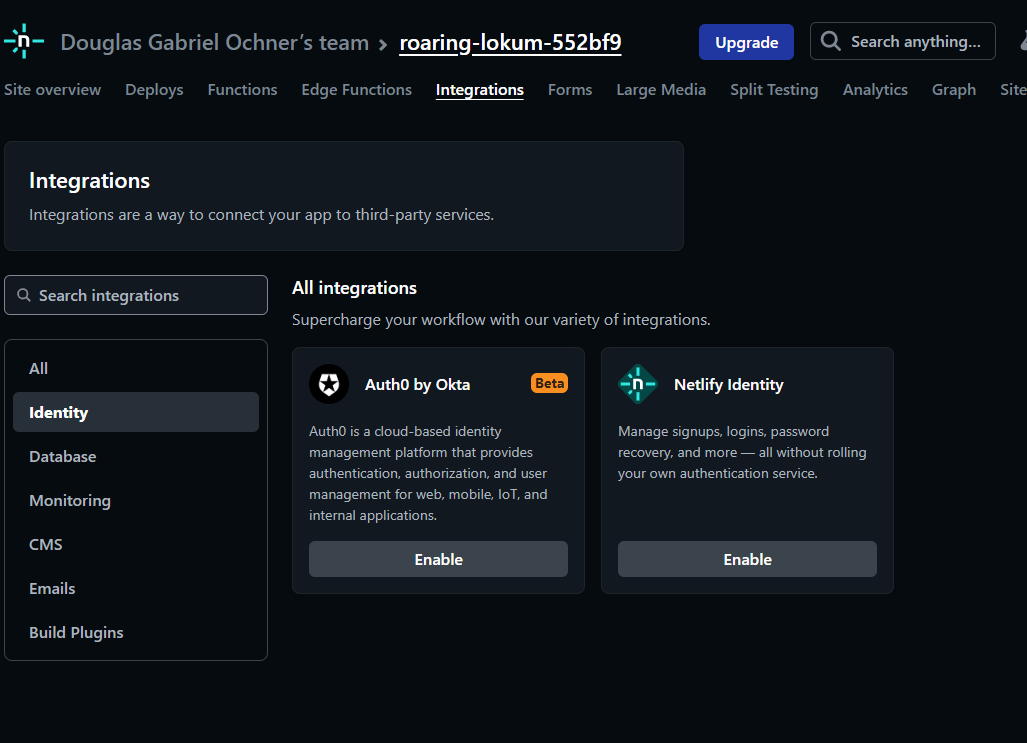 Douglas Gabriel Ochner’s team › roaring-lokum-552bf9
Upgrade
Search anything...
Site overview Deploys Functions Edge Functions Integrations Forms Large Media Split Testing Analytics Graph Site
Integrations
Integrations are a way to connect your app to third-party services.
Search integrations
All
Identity
Database
Monitoring
CMS
Emails
Build Plugins
All integrations
Supercharge your workflow with our variety of integrations.
Auth0 by Okta
Beta
Auth0 is a cloud-based identity
management platform that provides
authentication, authorization, and user
management for web, mobile, IoT, and
internal applications.
Enable
Netlify Identity
Manage signups, logins, password
recovery, and more — all without rolling
your own authentication service.
Enable